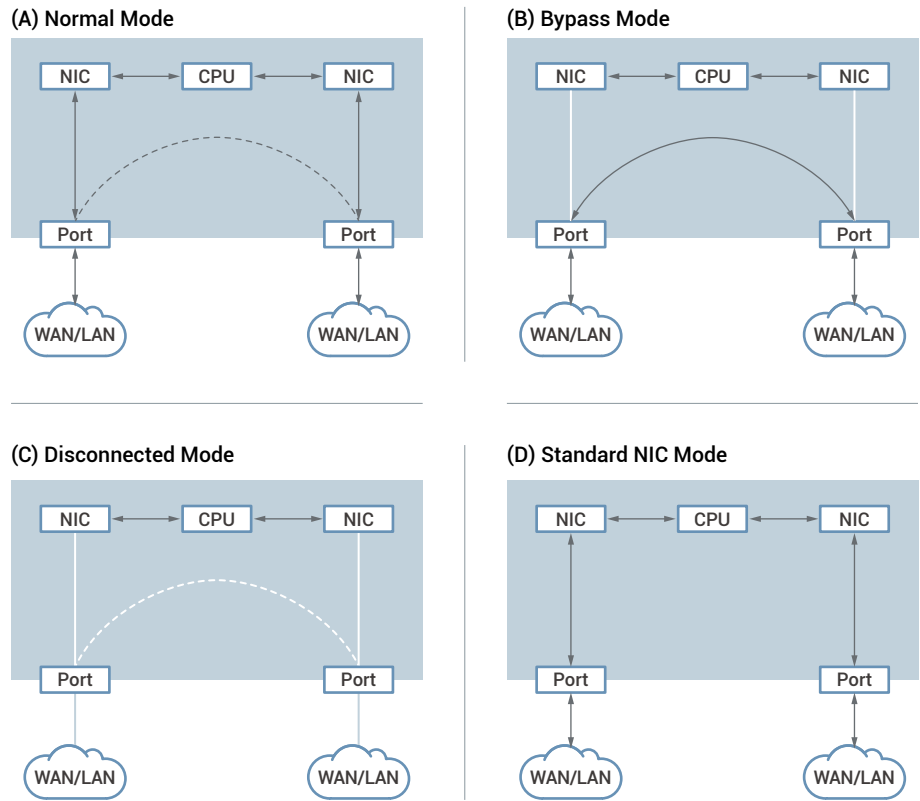 (A) Normal Mode
NIC CPU NIC
Port Port
WAN/LAN WAN/LAN
(B) Bypass Mode
NIC CPU NIC
Port Port
WAN/LAN WAN/LAN
(C) Disconnected Mode
NIC CPU NIC
Port Port
WAN/LAN WAN/LAN
(D) Standard NIC Mode
NIC CPU NIC
Port Port
WAN/LAN WAN/LAN